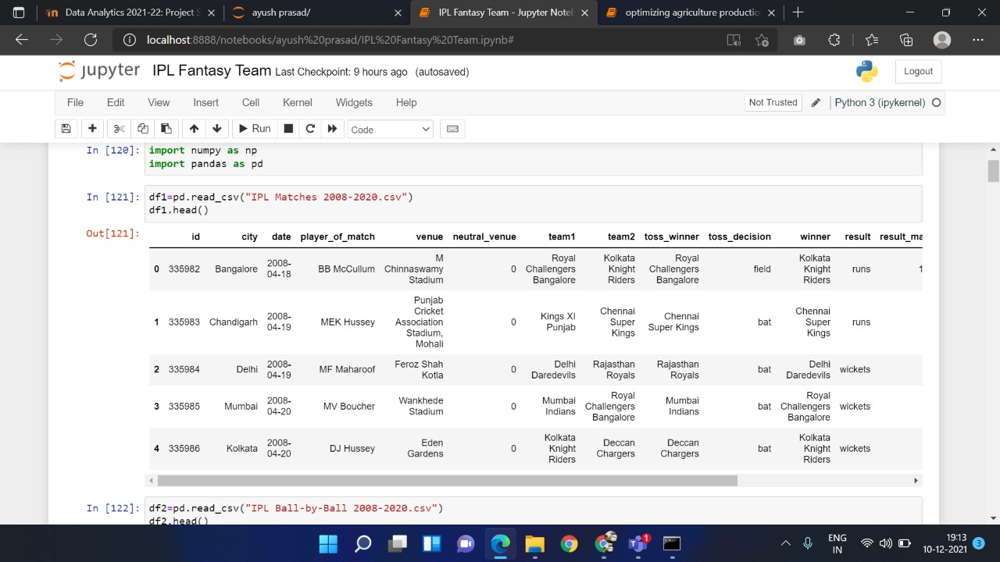 Data Analytics 2021-22: Project S
ayush prasad/
IPL Fantasy Team - Jupyter Note
optimizing agriculture productio
localhost:8888/notebooks/ayush%20prasad/IPL%20Fantasy%20Team.ipynb#
jupyter IPL Fantasy Team Last Checkpoint: 9 hours ago (autosaved)
Logout
File Edit View Insert Cell Kernel Widgets Help
Not Trusted
Python 3 (ipykernel)
Run
Code
In [120]: import numpy as np
import pandas as pd
In [121]: df1=pd.read_csv("IPL Matches 2008-2020.csv")
df1.head()
Out[121]:
id city date player_of_match venue neutral_venue team1 team2 toss_winner toss_decision winner result result_ma
0 335982 Bangalore 2008-04-18 BB McCullum M Chinnaswamy Stadium 0 Royal Challengers Bangalore Kolkata Knight Riders Royal Challengers Bangalore field Kolkata Knight Riders runs 1
1 335983 Chandigarh 2008-04-19 MEK Hussey Punjab Cricket Association Stadium, Mohali 0 Kings XI Punjab Chennai Super Kings Chennai Super Kings bat Chennai Super Kings runs
2 335984 Delhi 2008-04-19 MF Maharoof Feroz Shah Kotla 0 Delhi Daredevils Rajasthan Royals Rajasthan Royals bat Delhi Daredevils wickets
3 335985 Mumbai 2008-04-20 MV Boucher Wankhede Stadium 0 Mumbai Indians Royal Challengers Bangalore Mumbai Indians bat Royal Challengers Bangalore wickets
4 335986 Kolkata 2008-04-20 DJ Hussey Eden Gardens 0 Kolkata Knight Riders Deccan Chargers Deccan Chargers bat Kolkata Knight Riders wickets
In [122]: df2=pd.read_csv("IPL Ball-by-Ball 2008-2020.csv")
df2.head()
1
ENG
IN
19:13
10-12-2021
3